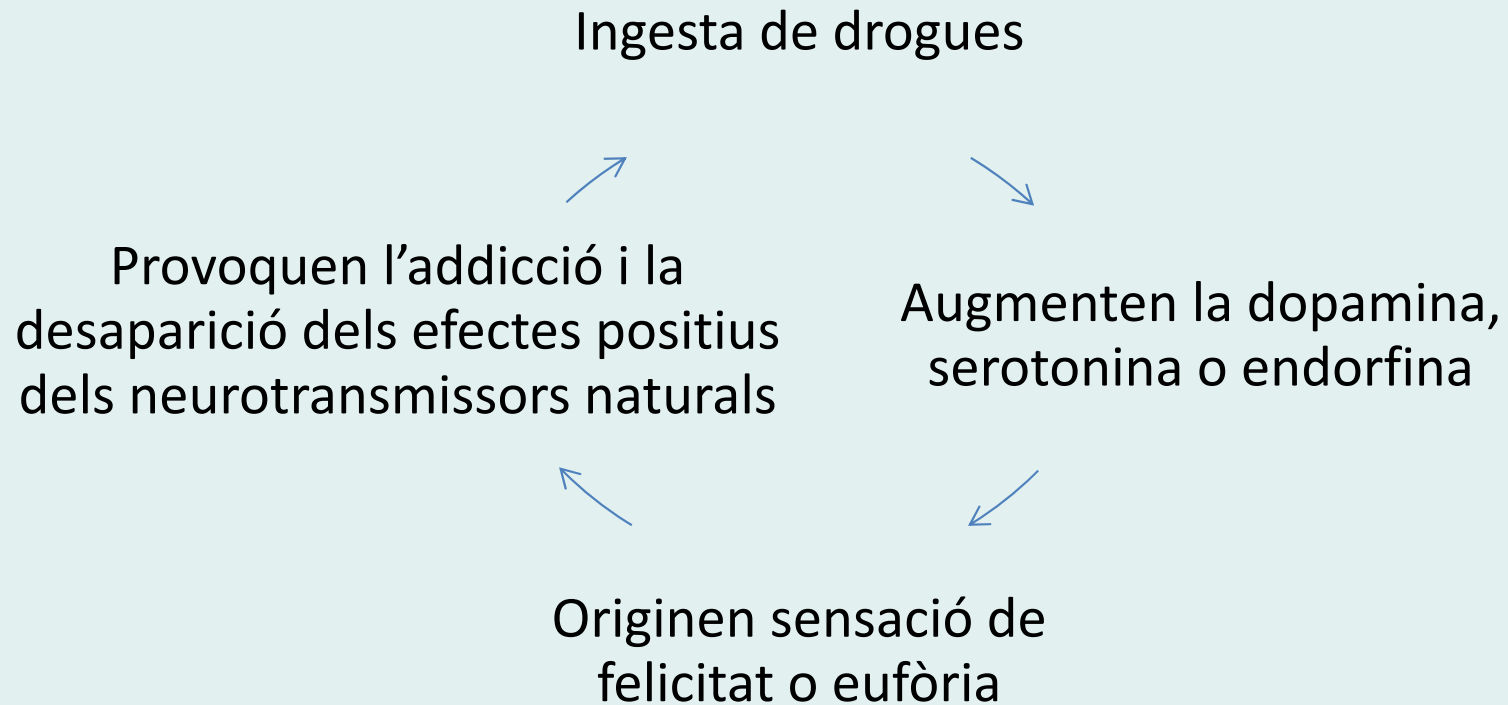 Ingesta de drogues
Augmenten la dopamina,
serotonina o endorfina
Originen sensació de
felicitat o eufòria
Provoquen l’addicció i la
desaparició dels efectes positius
dels neurotransmissors naturals